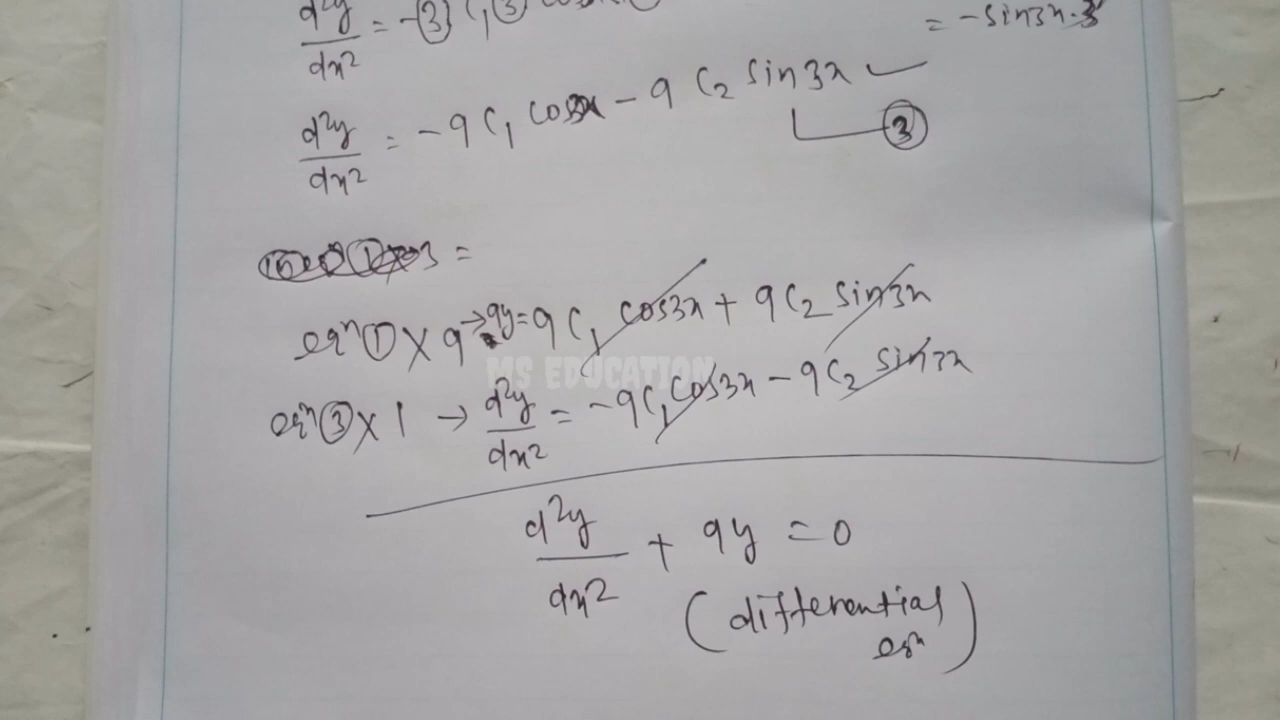 d²y/dx² = -③
= -sin3x·3
d²y/dx² = -9 C₁ cos3x - 9 C₂ sin3x
③
=
eqⁿ ① × 9 → 9y = 9 C₁ cos3x + 9 C₂ sin3x
MS EDUCATION
eqⁿ ③ × 1 → d²y/dx² = -9 C₁ cos3x - 9 C₂ sin3x
d²y/dx² + 9y = 0
(differential
eqⁿ)